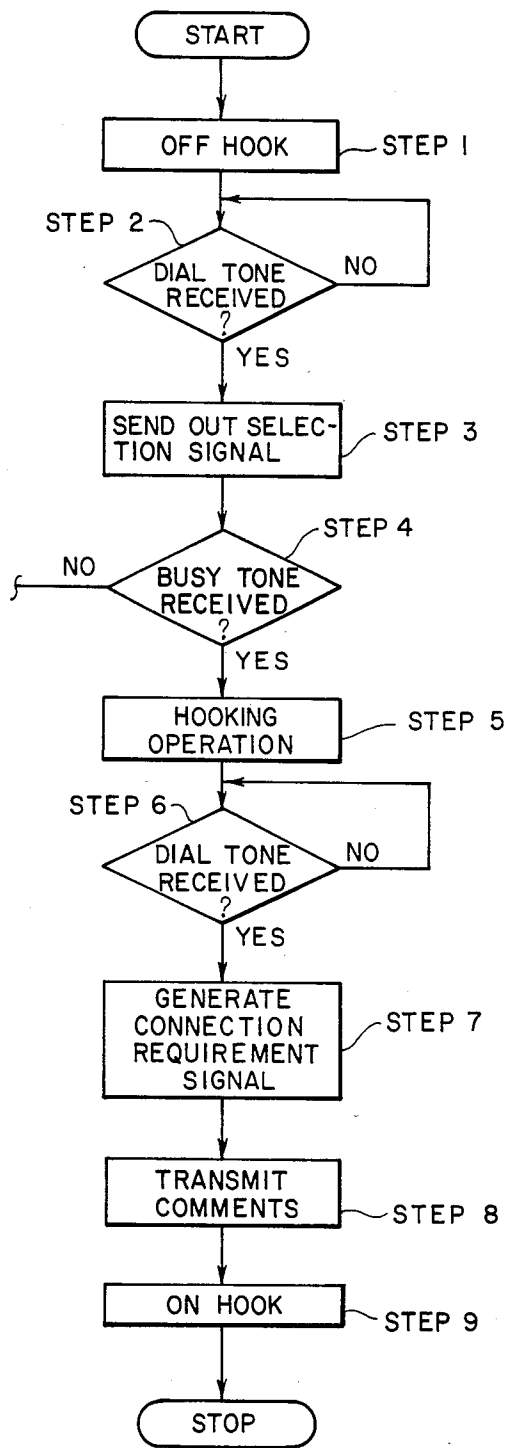 START
OFF HOOK
STEP 1
STEP 2
DIAL TONE
RECEIVED
?
NO
YES
SEND OUT SELEC-
TION SIGNAL
STEP 3
STEP 4
NO
BUSY TONE
RECEIVED
?
YES
HOOKING
OPERATION
STEP 5
STEP 6
DIAL TONE
RECEIVED
?
NO
YES
GENERATE
CONNECTION
REQUIREMENT
SIGNAL
STEP 7
TRANSMIT
COMMENTS
STEP 8
ON HOOK
STEP 9
STOP